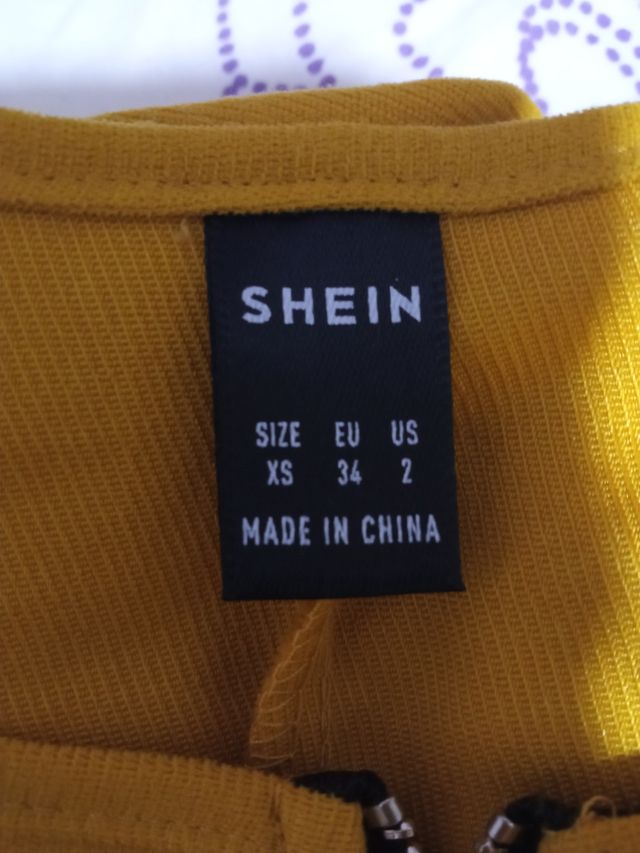 SHEIN
SIZE EU US
XS 34 2
MADE IN CHINA